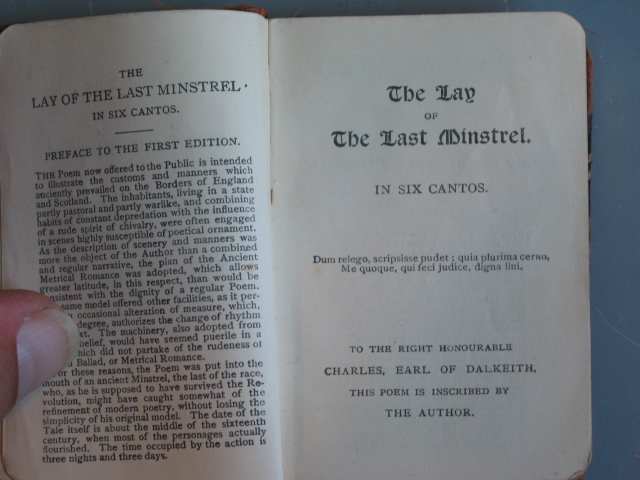 THE
LAY OF THE LAST MINSTREL.
IN SIX CANTOS.
PREFACE TO THE FIRST EDITION.
THE Poem now offered to the Public is intended
to illustrate the customs and manners which
anciently prevailed on the Borders of England
and Scotland. The inhabitants, living in a state
partly pastoral and partly warlike, and combining
habits of constant depredation with the influence
of a rude spirit of chivalry, were often engaged
in scenes highly susceptible of poetical ornament.
As the description of scenery and manners was
more the object of the Author than a combined
and regular narrative, the plan of the Ancient
Metrical Romance was adopted, which allows
greater latitude, in this respect, than would be
consistent with the dignity of a regular Poem.
same model offered other facilities, as it per-
occasional alteration of measure, which,
degree, authorizes the change of rhythm
The machinery, also adopted from
belief, would have seemed puerile in a
which did not partake of the rudeness of
Ballad, or Metrical Romance.
For these reasons, the Poem was put into the
mouth of an ancient Minstrel, the last of the race,
who, as he is supposed to have survived the Re-
volution, might have caught somewhat of the
refinement of modern poetry, without losing the
simplicity of his original model. The date of the
Tale itself is about the middle of the sixteenth
century, when most of the personages actually
flourished. The time occupied by the action is
three nights and three days.
The Lay
OF
The Last Minstrel.
IN SIX CANTOS.
Dum relego, scripsisse pudet; quia plurima cerno,
Me quoque, qui feci judice, digna lini.
TO THE RIGHT HONOURABLE
CHARLES, EARL OF DALKEITH,
THIS POEM IS INSCRIBED BY
THE AUTHOR.